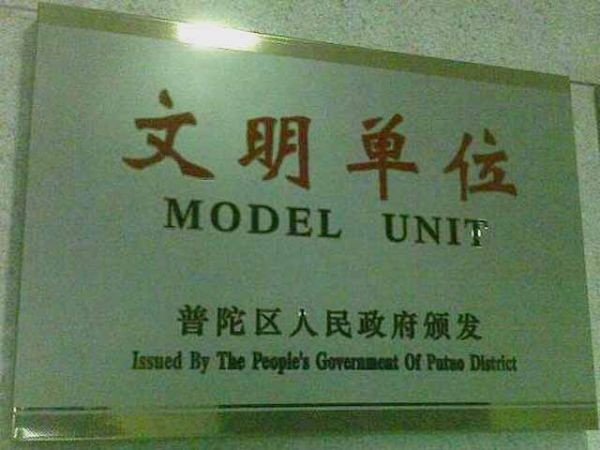 文明单位
MODEL UNIT
普陀区人民政府颁发
Issued By The People's Government Of Putuo District